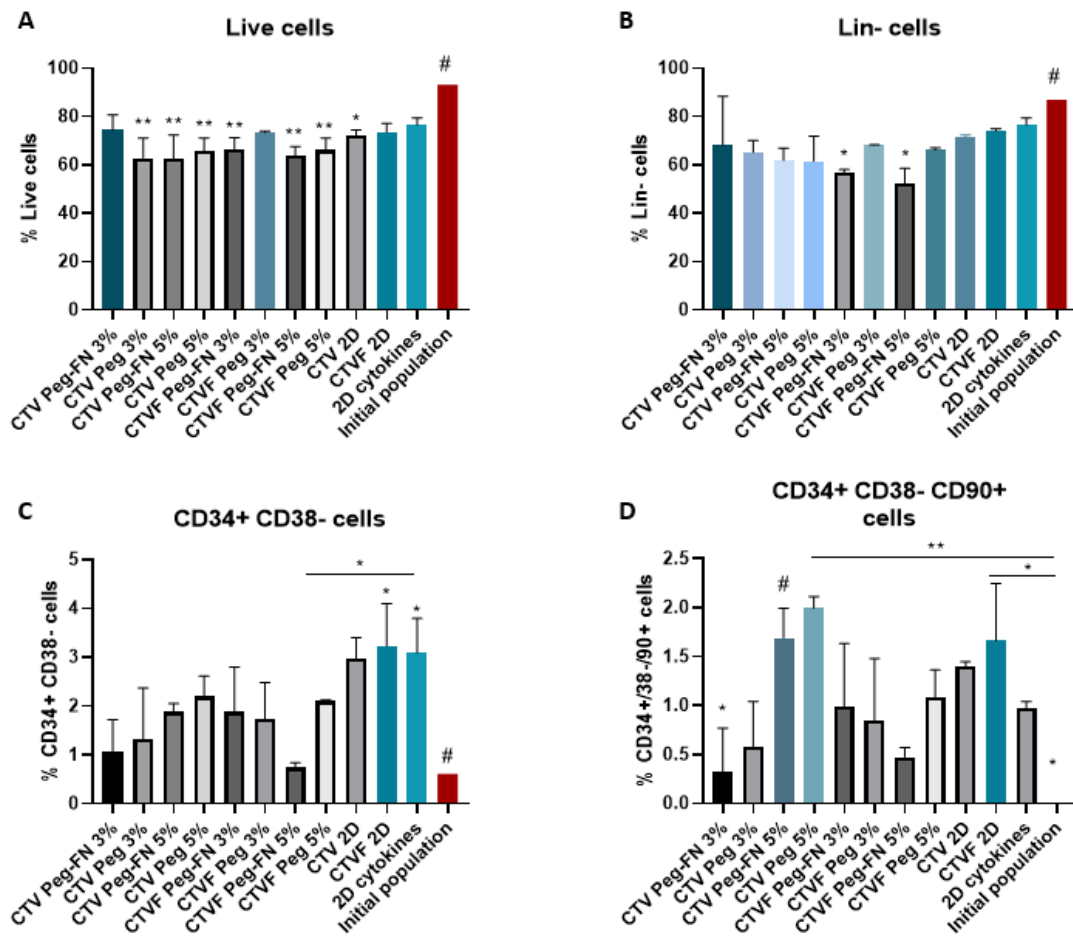 A
Live cells
% Live cells
100
80
60
40
20
0
** ** ** ** ** ** * #
CTV Peg-FN 3%
CTV Peg 3%
CTV Peg-FN 5%
CTV Peg 5%
CTVF Peg-FN 3%
CTVF Peg 3%
CTVF Peg-FN 5%
CTVF Peg 5%
CTV 2D
CTVF 2D
2D cytokines
Initial population
B
Lin- cells
% Lin- cells
100
80
60
40
20
0
* * #
CTV Peg-FN 3%
CTV Peg 3%
CTV Peg-FN 5%
CTV Peg 5%
CTVF Peg-FN 3%
CTVF Peg 3%
CTVF Peg-FN 5%
CTVF Peg 5%
CTV 2D
CTVF 2D
2D cytokines
Initial population
C
CD34+ CD38- cells
% CD34+ CD38- cells
5
4
3
2
1
0
*
* * #
CTV Peg-FN 3%
CTV Peg 3%
CTV Peg-FN 5%
CTV Peg 5%
CTVF Peg-FN 3%
CTVF Peg 3%
CTVF Peg-FN 5%
CTVF Peg 5%
CTV 2D
CTVF 2D
2D cytokines
Initial population
D
CD34+ CD38- CD90+
cells
% CD34+/38-/90+ cells
2.5
2.0
1.5
1.0
0.5
0.0
**
*
* # *
CTV Peg-FN 3%
CTV Peg 3%
CTV Peg-FN 5%
CTV Peg 5%
CTVF Peg-FN 3%
CTVF Peg 3%
CTVF Peg-FN 5%
CTVF Peg 5%
CTV 2D
CTVF 2D
2D cytokines
Initial population